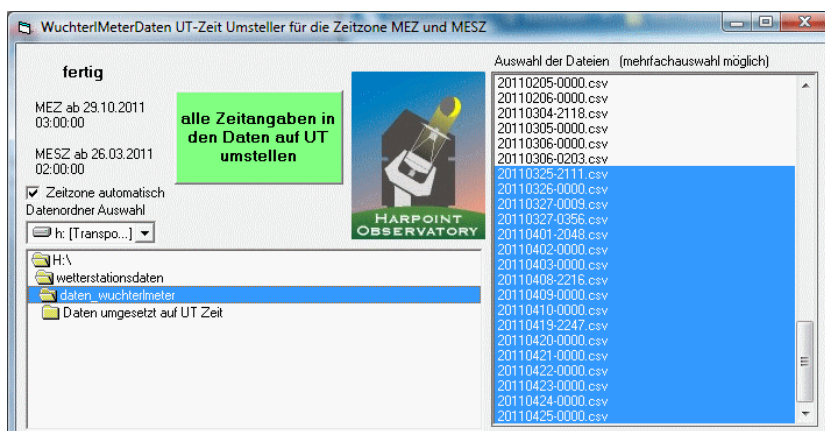 WuchterlMeterDaten UT-Zeit Umsteller für die Zeitzone MEZ und MESZ
fertig
MEZ ab 29.10.2011
03:00:00
MESZ ab 26.03.2011
02:00:00
alle Zeitangaben in
den Daten auf UT
umstellen
Zeitzone automatisch
Datenordner Auswahl
h: [Transpo...]
H:\
wetterstationsdaten
daten_wuchterlmeter
Daten umgesetzt auf UT Zeit
HARPOINT
OBSERVATORY
Auswahl der Dateien (mehrfachauswahl möglich)
20110205-0000.csv
20110206-0000.csv
20110304-2118.csv
20110305-0000.csv
20110306-0000.csv
20110306-0203.csv
20110325-2111.csv
20110326-0000.csv
20110327-0009.csv
20110327-0356.csv
20110401-2048.csv
20110402-0000.csv
20110403-0000.csv
20110408-2216.csv
20110409-0000.csv
20110410-0000.csv
20110419-2247.csv
20110420-0000.csv
20110421-0000.csv
20110422-0000.csv
20110423-0000.csv
20110424-0000.csv
20110425-0000.csv